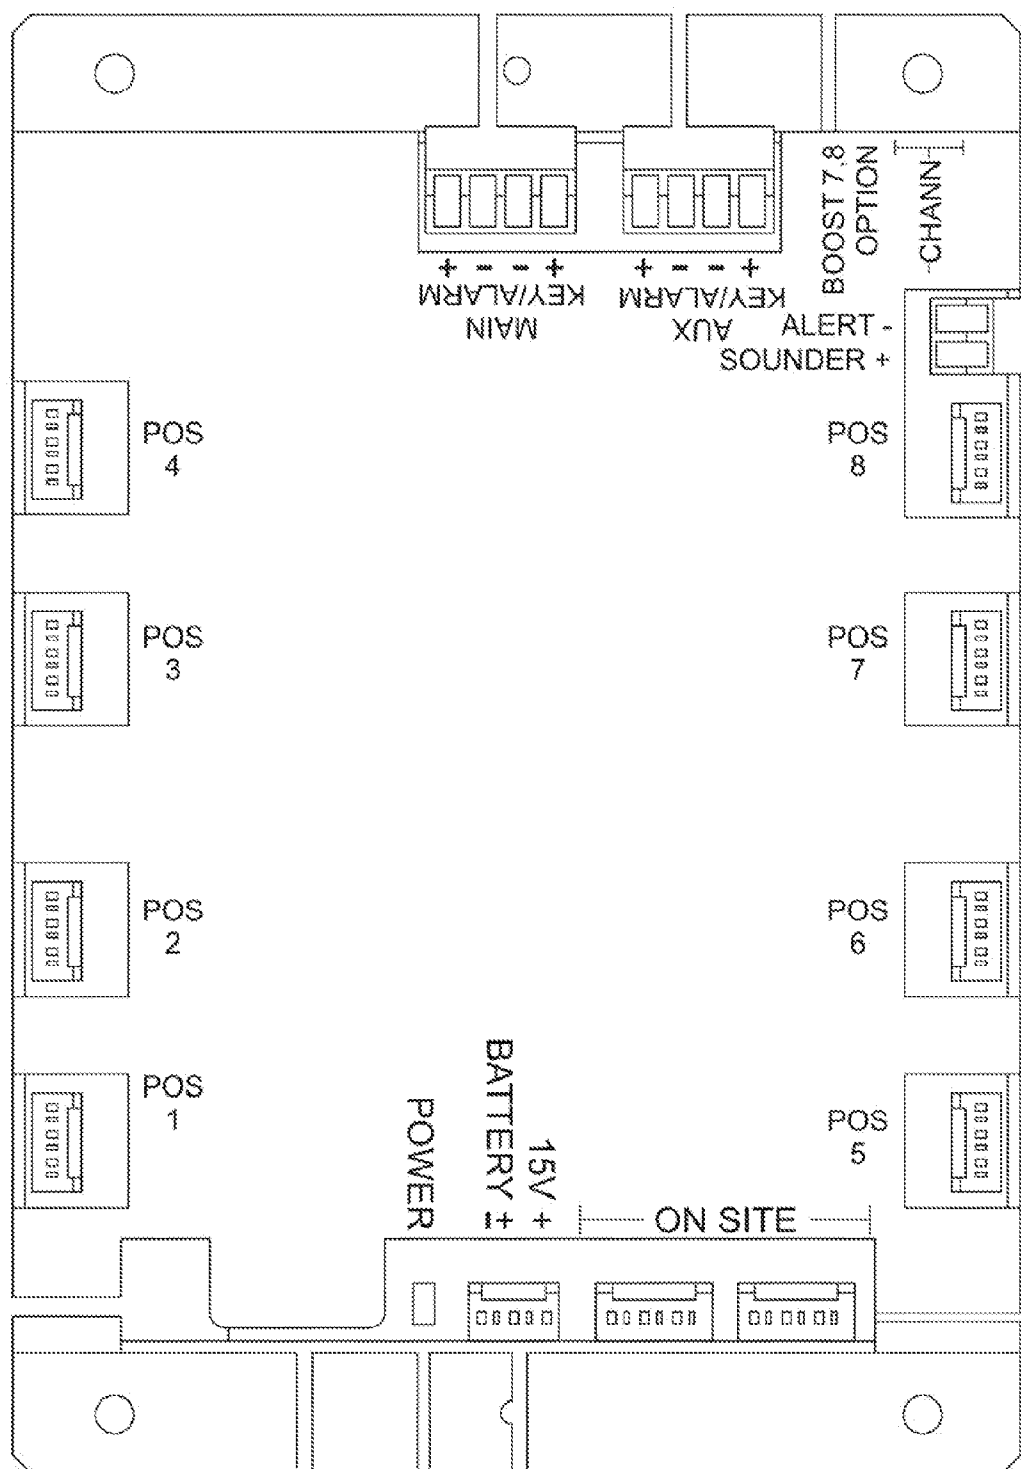 BOOST 7,8
OPTION
CHANN
+ - - +
KEY/ALARM
MAIN
+ - - +
KEY/ALARM
AUX
ALERT -
SOUNDER +
POS
4
POS
8
POS
3
POS
7
POS
2
POS
6
POS
1
POS
5
POWER
BATTERY - +
15V +
ON SITE